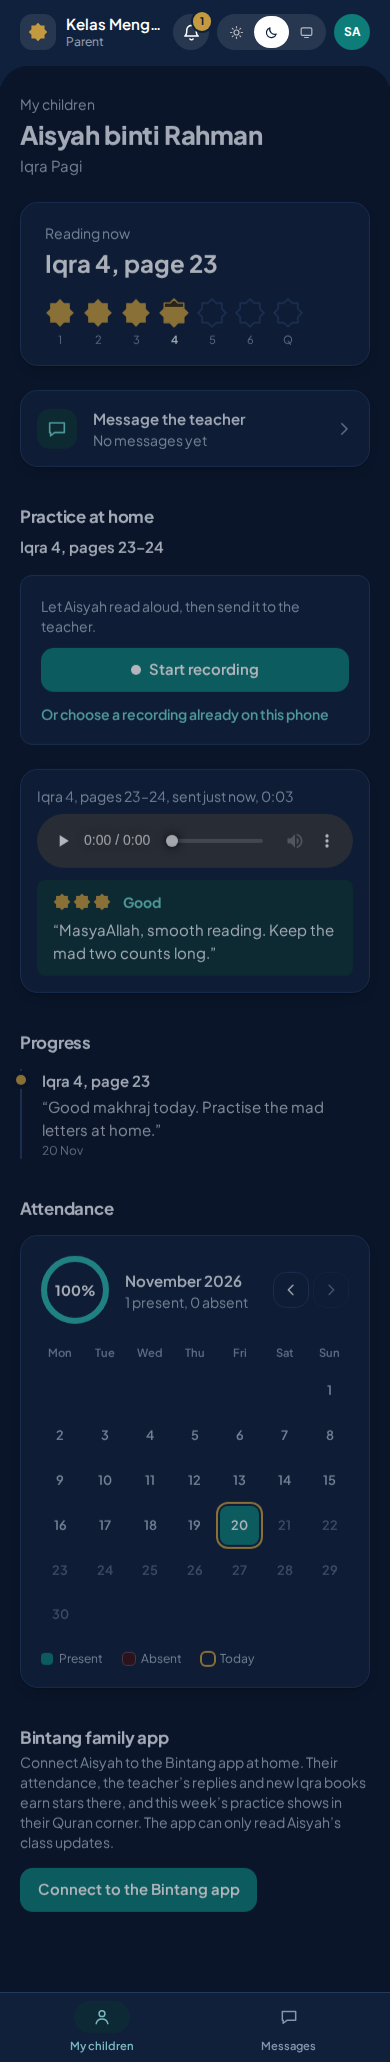 Kelas Meng…
Parent
1
SA
My children
Aisyah binti Rahman
Iqra Pagi
Reading now
Iqra 4, page 23
1 2 3 4 5 6 Q
Message the teacher
No messages yet
Practice at home
Iqra 4, pages 23–24
Let Aisyah read aloud, then send it to the
teacher.
Start recording
Or choose a recording already on this phone
Iqra 4, pages 23–24, sent just now, 0:03
0:00 / 0:00
Good
“MasyaAllah, smooth reading. Keep the
mad two counts long.”
Progress
Iqra 4, page 23
“Good makhraj today. Practise the mad
letters at home.”
20 Nov
Attendance
100%
November 2026
1 present, 0 absent
Mon Tue Wed Thu Fri Sat Sun
1
2 3 4 5 6 7 8
9 10 11 12 13 14 15
16 17 18 19 20 21 22
23 24 25 26 27 28 29
30
Present Absent Today
Bintang family app
Connect Aisyah to the Bintang app at home. Their
attendance, the teacher’s replies and new Iqra books
earn stars there, and this week’s practice shows in
their Quran corner. The app can only read Aisyah’s
class updates.
Connect to the Bintang app
My children
Messages